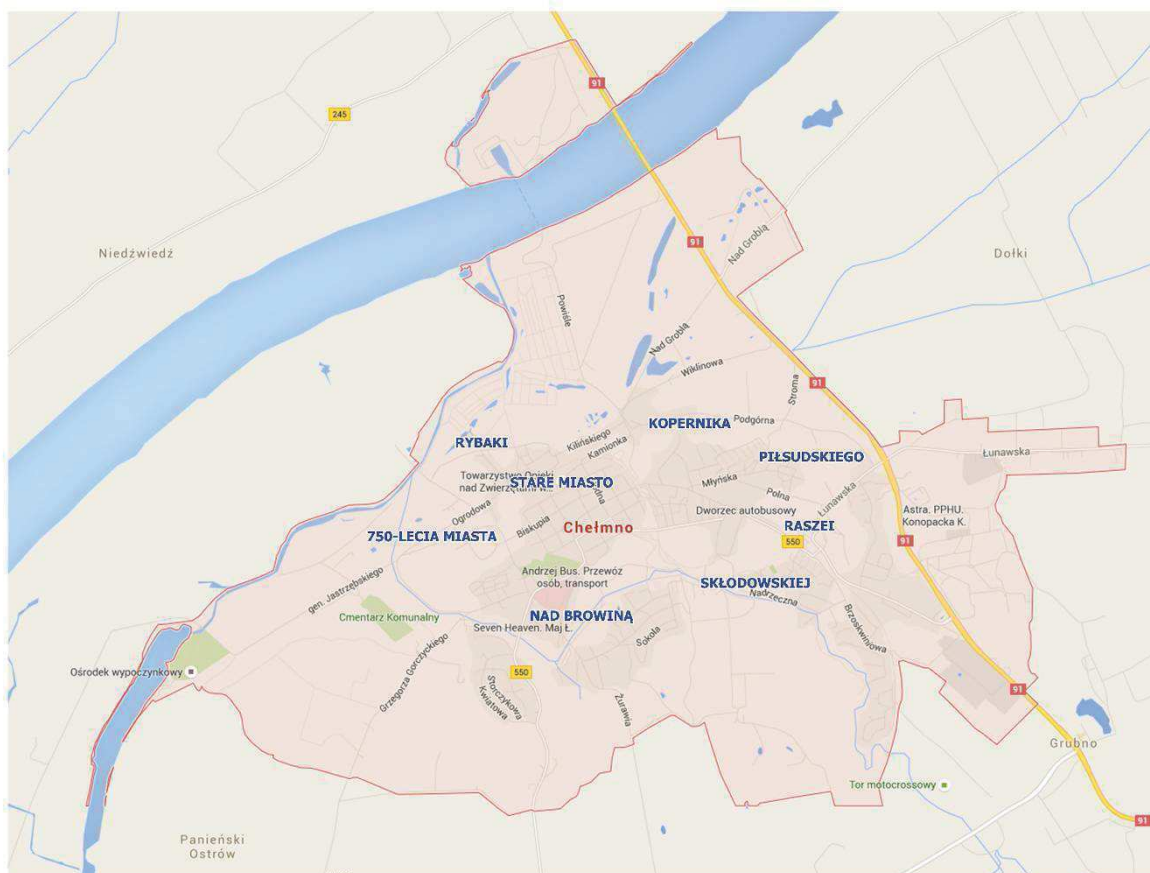 91
245
91
Nad Groblą
Niedźwiedź
Dołki
Powiśle
Nad Groblą
Wiklinowa
91
Stroma
KOPERNIKA
Podgórna
Kilińskiego
RYBAKI
Kamionka
Łunawska
PIŁSUDSKIEGO
Towarzystwo Opieki
nad Zwierzętami w...
STARE MIASTO
Młyńska
Polna
Łunawska
Ogrodowa
Biskupia
Chełmno
Dworzec autobusowy
Astra. PPHU.
Konopacka K.
RASZEI
750-LECIA MIASTA
550
91
Andrzej Bus. Przewóz
osób, transport
SKŁODOWSKIEJ
gen. Jastrzębskiego
Nadrzeczna
Cmentarz Komunalny
NAD BROWINĄ
Seven Heaven. Maj Ł.
Sokoła
Brzoskwiniowa
Grzegorza Gorczyckiego
Ośrodek wypoczynkowy
550
Storczykowa
Kwiatowa
Żurawia
91
Grubno
Tor motocrossowy
91
Panieński
Ostrów